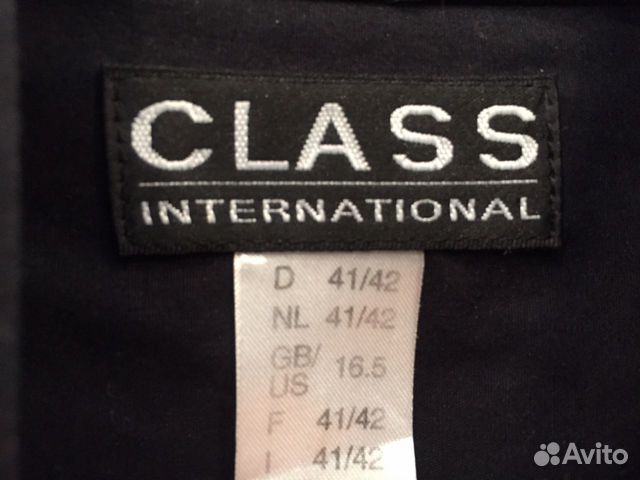 CLASS
INTERNATIONAL
D 41/42
NL 41/42
GB/
US 16.5
F 41/42
I 41/42
Avito